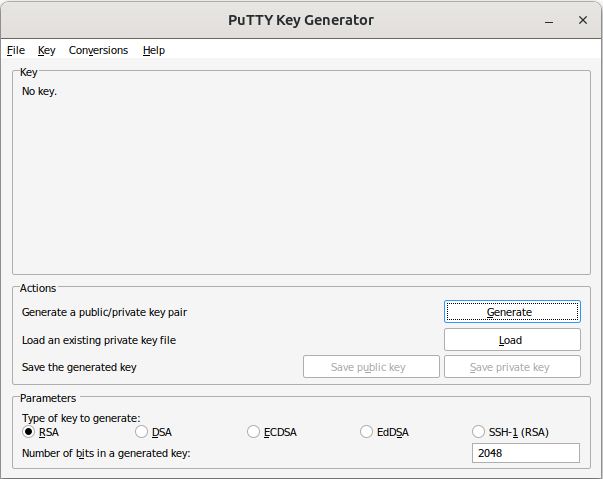 PuTTY Key Generator
File Key Conversions Help
Key
No key.
Actions
Generate a public/private key pair Generate
Load an existing private key file Load
Save the generated key Save public key Save private key
Parameters
Type of key to generate:
RSA DSA ECDSA EdDSA SSH-1 (RSA)
Number of bits in a generated key: 2048